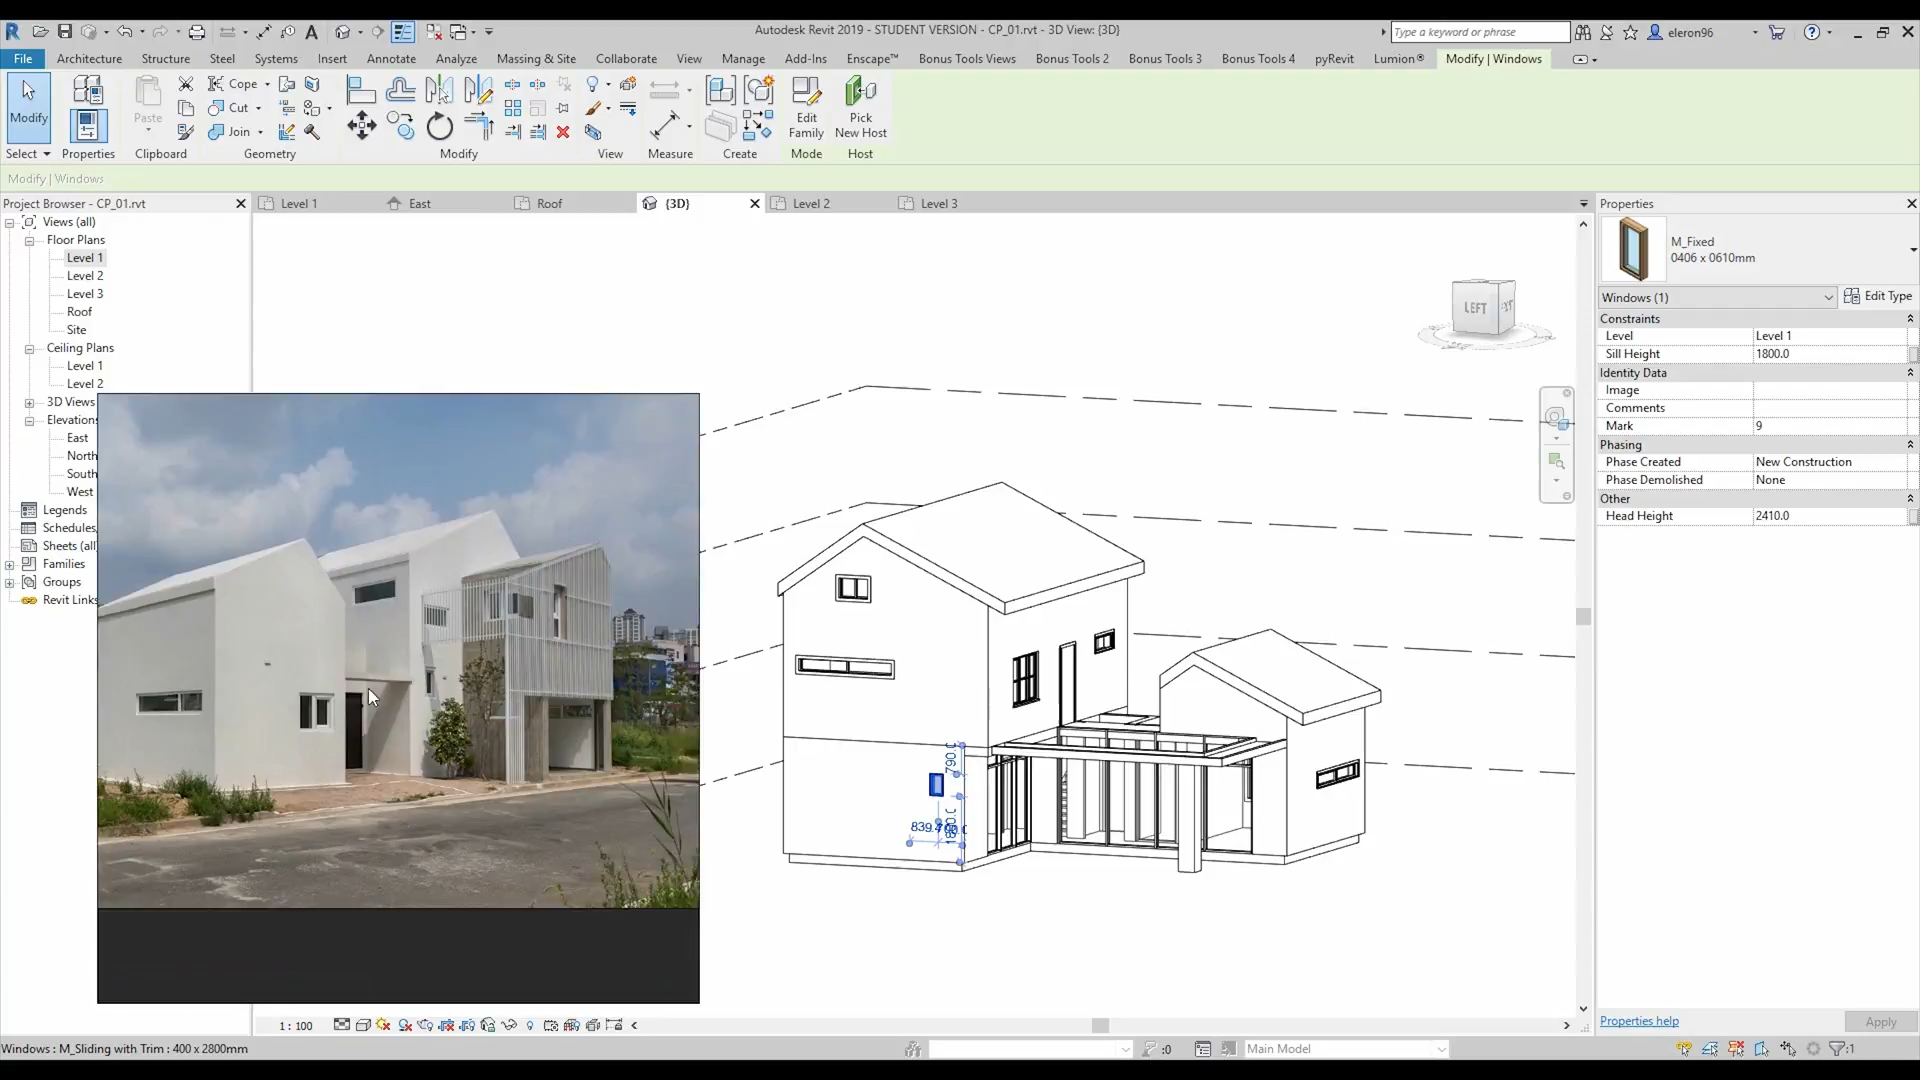 Autodesk Revit 2019 - STUDENT VERSION - CP_01.rvt - 3D View: {3D}
Type a keyword or phrase
eleron96
File
Architecture
Structure
Steel
Systems
Insert
Annotate
Analyze
Massing & Site
Collaborate
View
Manage
Add-Ins
Enscape™
Bonus Tools Views
Bonus Tools 2
Bonus Tools 3
Bonus Tools 4
pyRevit
Lumion®
Modify | Windows
Modify
Paste
Cope
Cut
Join
Edit
Family
Pick
New Host
Select
Properties
Clipboard
Geometry
Modify
View
Measure
Create
Mode
Host
Modify | Windows
Project Browser - CP_01.rvt
Level 1
East
Roof
{3D}
Level 2
Level 3
Properties
Views (all)
Floor Plans
Level 1
Level 2
Level 3
Roof
Site
Ceiling Plans
Level 1
Level 2
3D Views
Elevations
East
North
South
West
Legends
Schedules,
Sheets (all)
Families
Groups
Revit Links
LEFT
790.0
M_Fixed
0406 x 0610mm
Windows (1)
Edit Type
Constraints
Level
Level 1
Sill Height
1800.0
Identity Data
Image
Comments
Mark
9
Phasing
Phase Created
New Construction
Phase Demolished
None
Other
Head Height
2410.0
Properties help
Apply
1 : 100
Windows : M_Sliding with Trim : 400 x 2800mm
:0
Main Model
:1